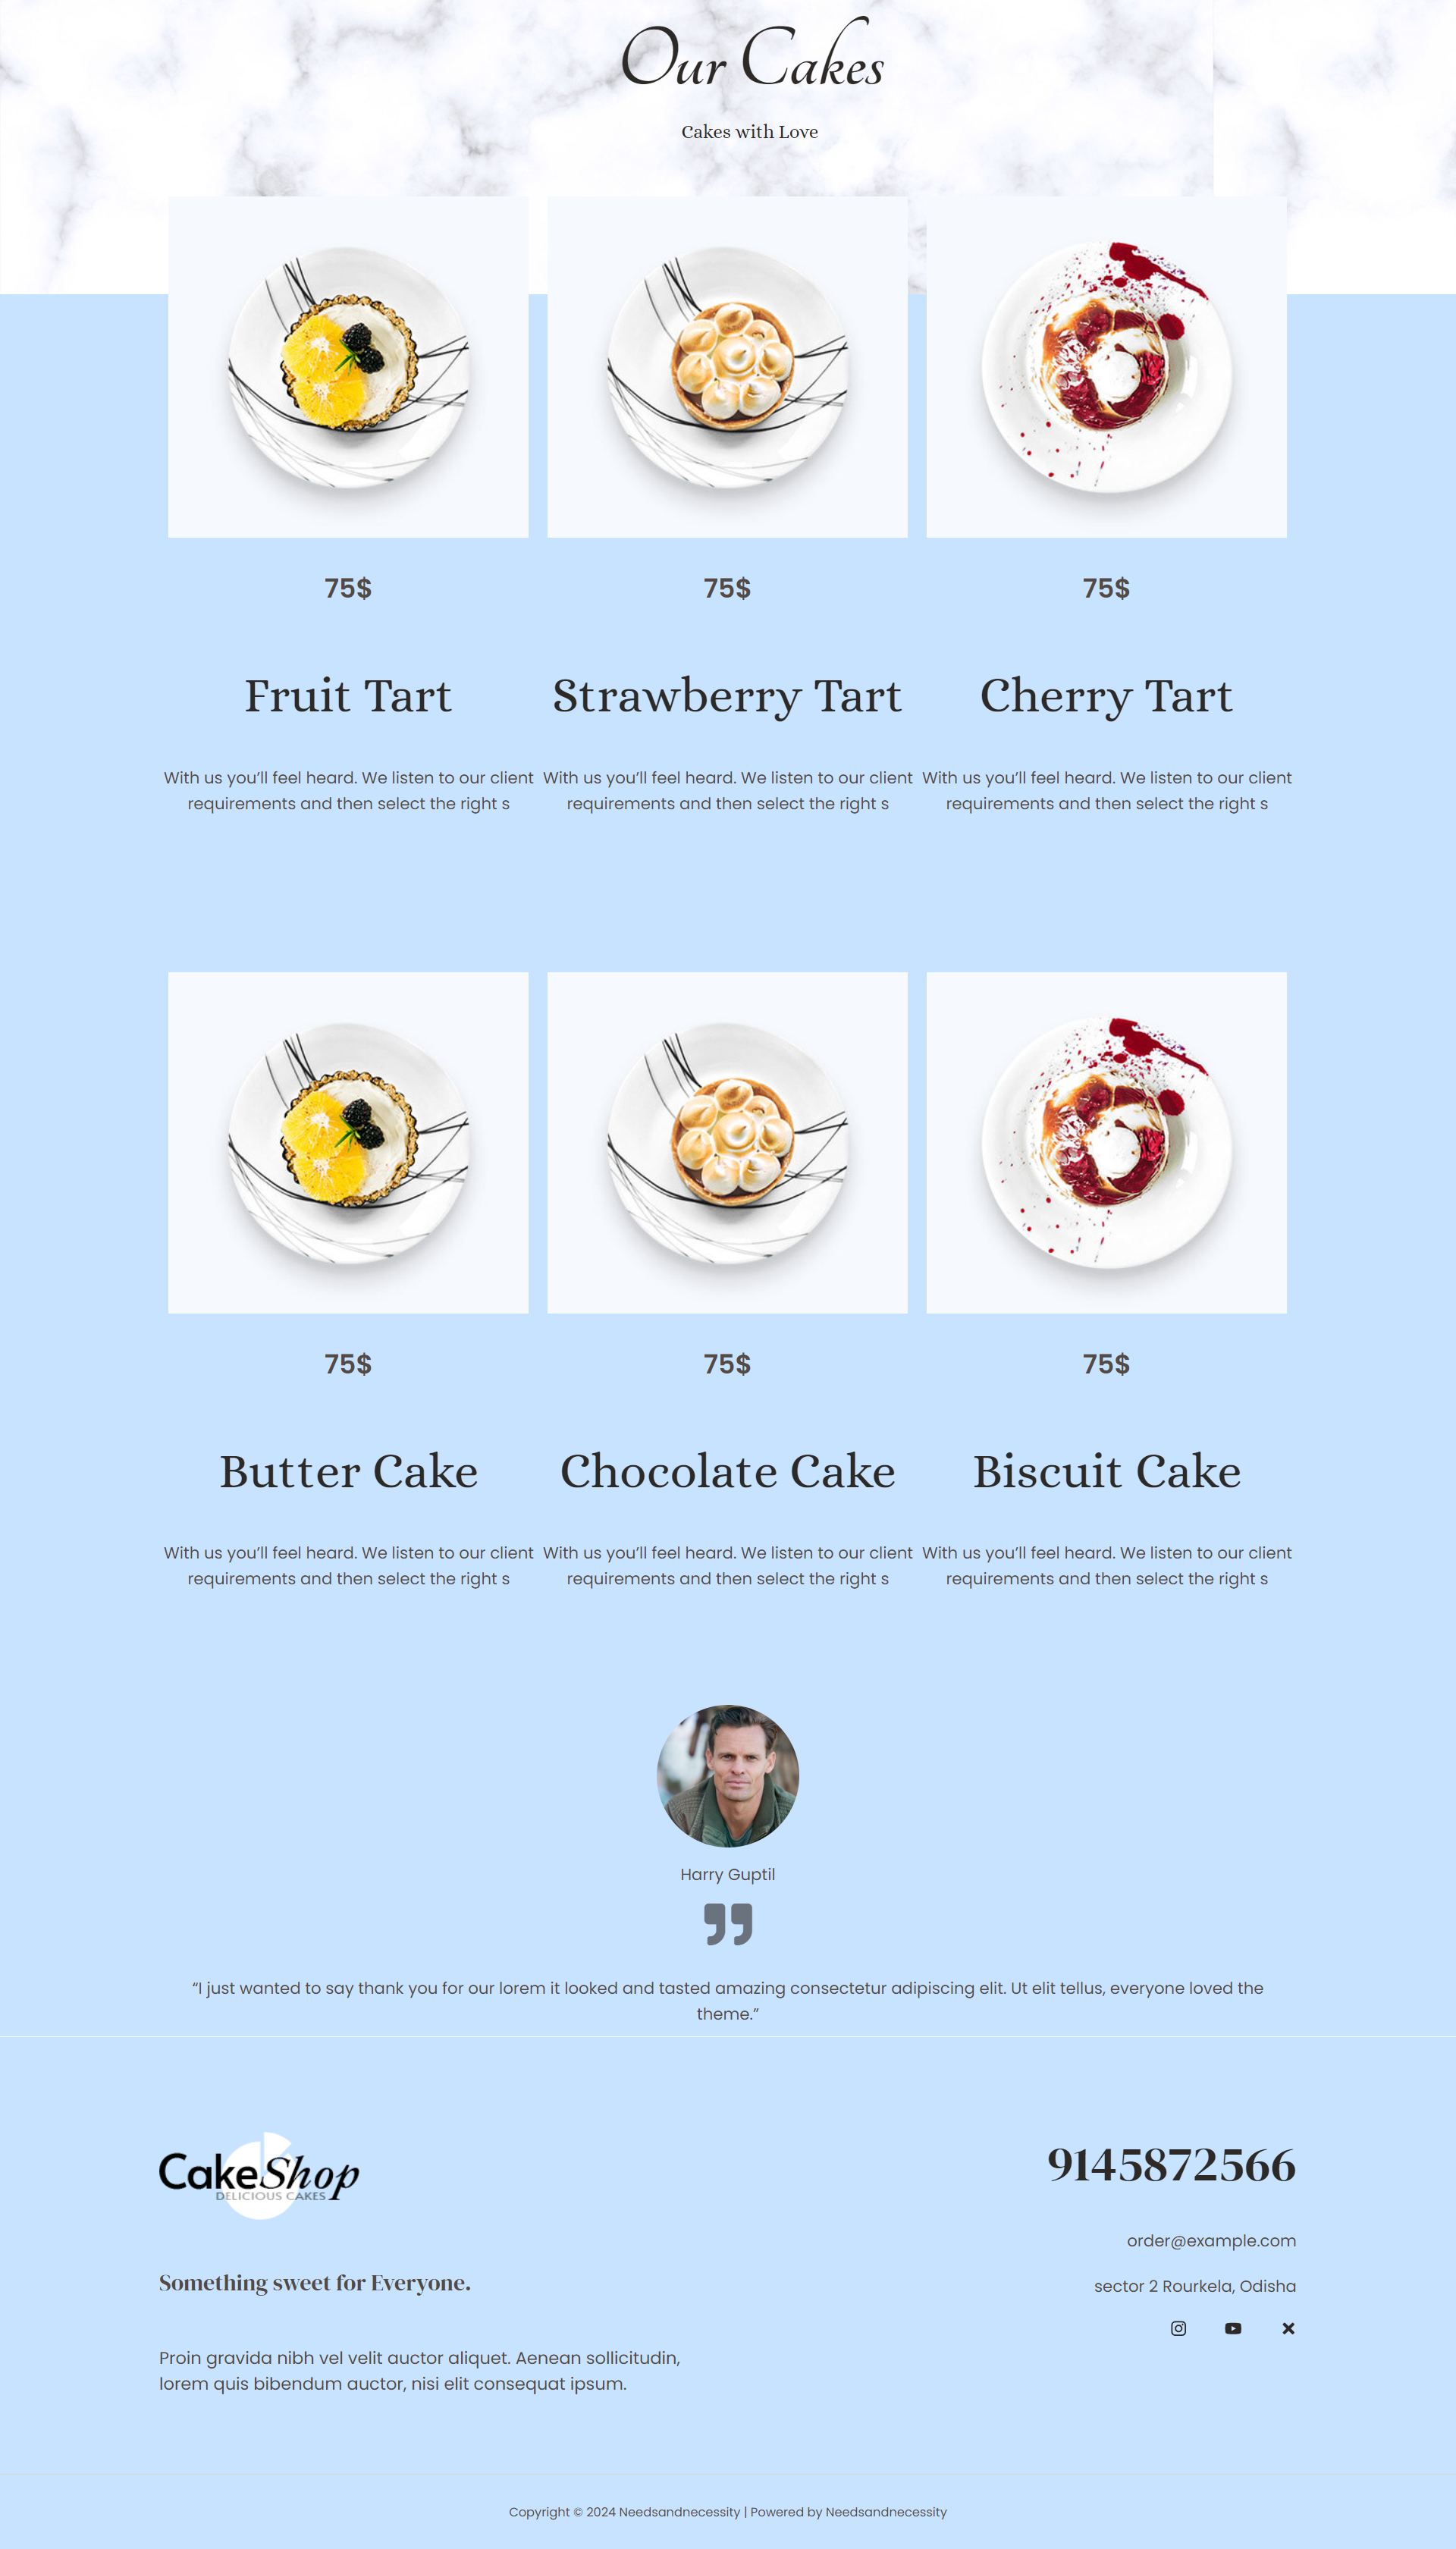 Our Cakes
Cakes with Love
75$
75$
75$
Fruit Tart
Strawberry Tart
Cherry Tart
With us you’ll feel heard. We listen to our client
requirements and then select the right s
With us you’ll feel heard. We listen to our client
requirements and then select the right s
With us you’ll feel heard. We listen to our client
requirements and then select the right s
75$
75$
75$
Butter Cake
Chocolate Cake
Biscuit Cake
With us you’ll feel heard. We listen to our client
requirements and then select the right s
With us you’ll feel heard. We listen to our client
requirements and then select the right s
With us you’ll feel heard. We listen to our client
requirements and then select the right s
Harry Guptil
“I just wanted to say thank you for our lorem it looked and tasted amazing consectetur adipiscing elit. Ut elit tellus, everyone loved the
theme.”
CakeShop
DELICIOUS CAKES
Something sweet for Everyone.
Proin gravida nibh vel velit auctor aliquet. Aenean sollicitudin,
lorem quis bibendum auctor, nisi elit consequat ipsum.
9145872566
order@example.com
sector 2 Rourkela, Odisha
Copyright © 2024 Needsandnecessity | Powered by Needsandnecessity